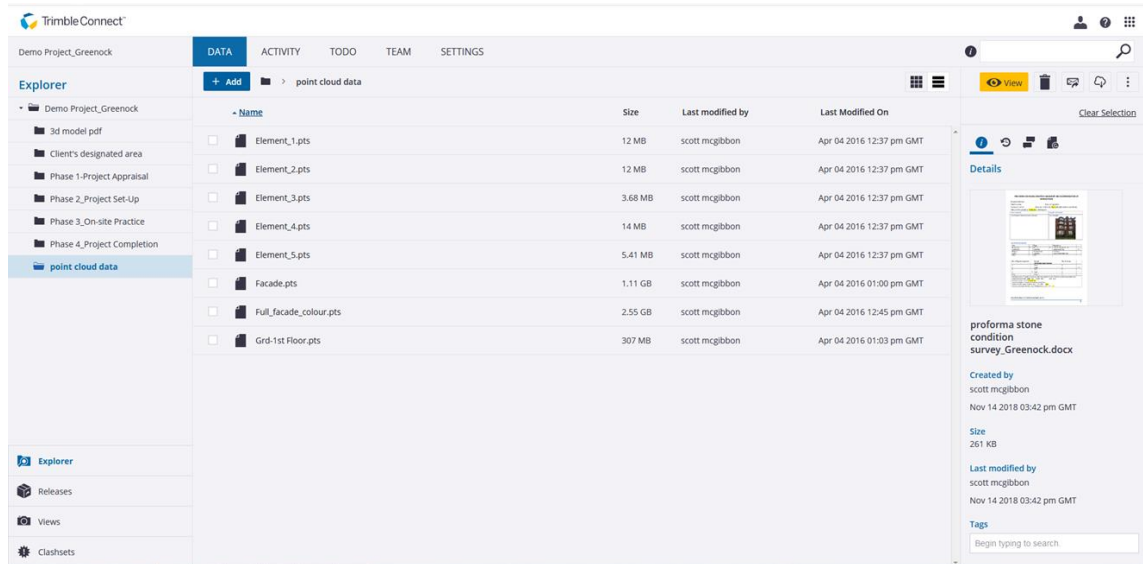 Trimble Connect
Demo Project_Greenock
DATA
ACTIVITY
TODO
TEAM
SETTINGS
Explorer
+ Add
> point cloud data
View
Demo Project_Greenock
3d model pdf
Client's designated area
Phase 1-Project Appraisal
Phase 2_Project Set-Up
Phase 3_On-site Practice
Phase 4_Project Completion
point cloud data
Name Size Last modified by Last Modified On
Element_1.pts 12 MB scott mcgibbon Apr 04 2016 12:37 pm GMT
Element_2.pts 12 MB scott mcgibbon Apr 04 2016 12:37 pm GMT
Element_3.pts 3.68 MB scott mcgibbon Apr 04 2016 12:37 pm GMT
Element_4.pts 14 MB scott mcgibbon Apr 04 2016 12:37 pm GMT
Element_5.pts 5.41 MB scott mcgibbon Apr 04 2016 12:37 pm GMT
Facade.pts 1.11 GB scott mcgibbon Apr 04 2016 01:00 pm GMT
Full_facade_colour.pts 2.55 GB scott mcgibbon Apr 04 2016 12:45 pm GMT
Grd-1st Floor.pts 307 MB scott mcgibbon Apr 04 2016 01:03 pm GMT
Clear Selection
Details
proforma stone
condition
survey_Greenock.docx
Created by
scott mcgibbon
Nov 14 2018 03:42 pm GMT
Size
261 KB
Last modified by
scott mcgibbon
Nov 14 2018 03:42 pm GMT
Tags
Begin typing to search.
Explorer
Releases
Views
Clashsets